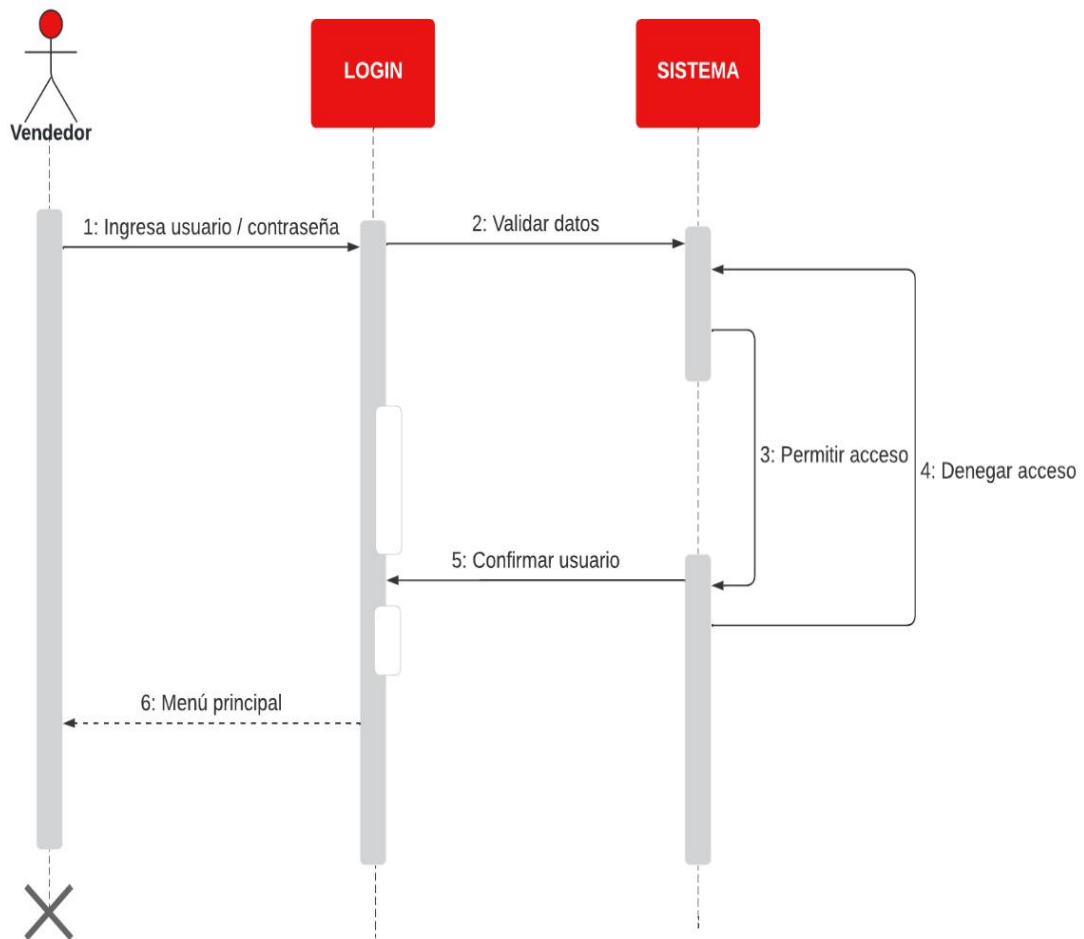 LOGIN
SISTEMA
Vendedor
1: Ingresa usuario / contraseña
2: Validar datos
3: Permitir acceso
4: Denegar acceso
5: Confirmar usuario
6: Menú principal